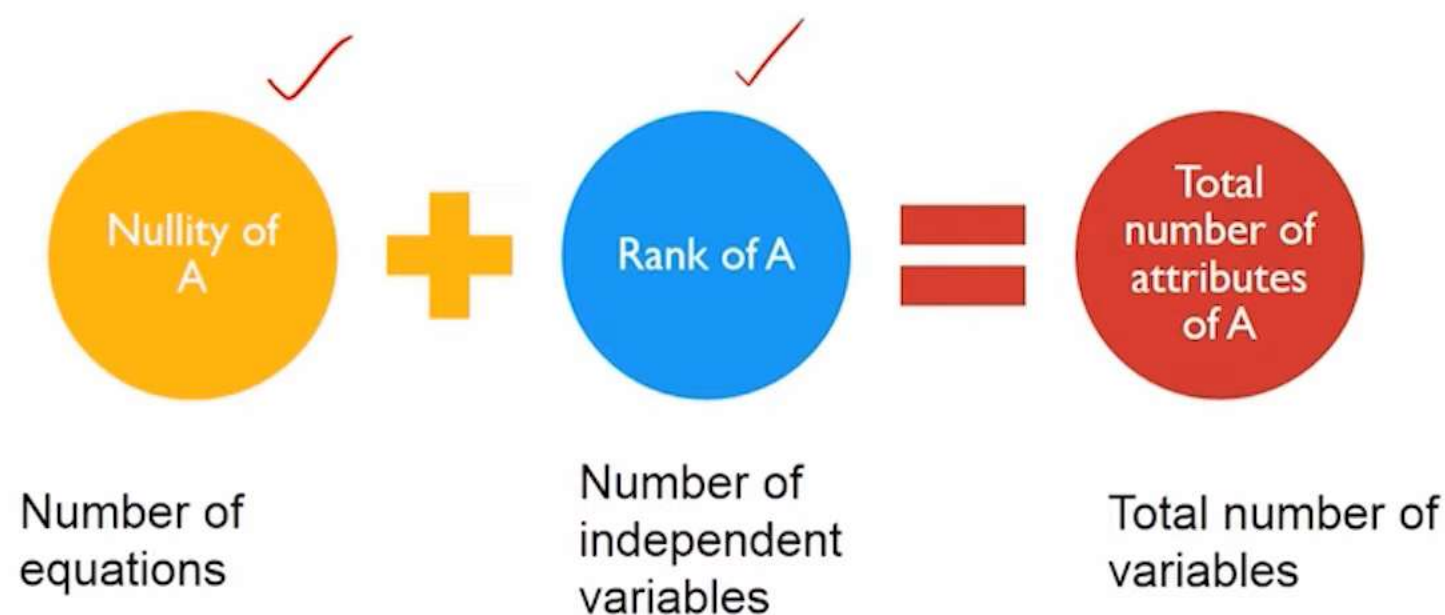 Nullity of
A
Rank of A
Total
number of
attributes
of A
Number of
equations
Number of
independent
variables
Total number of
variables